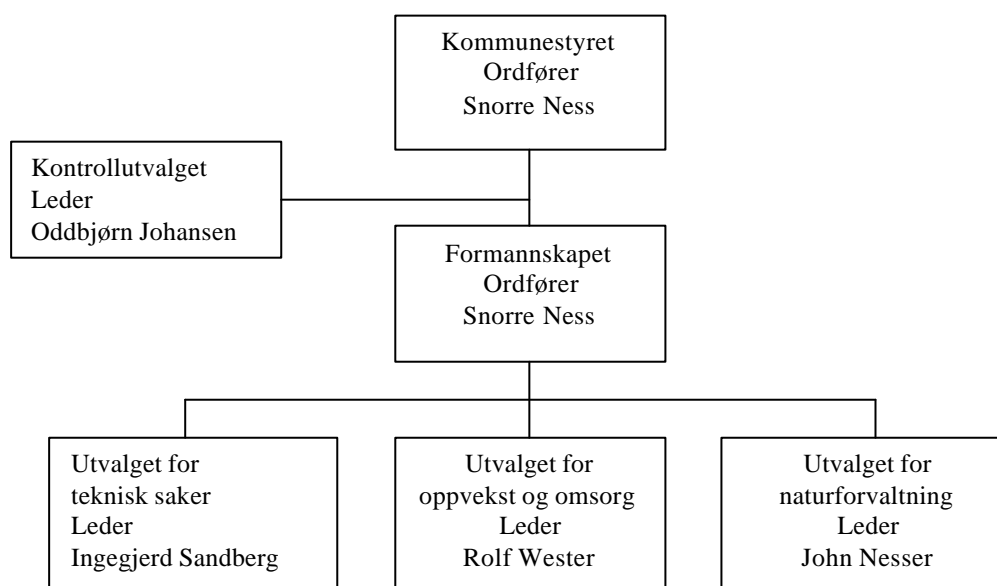 Kommunestyret
Ordfører
Snorre Ness
Kontrollutvalget
Leder
Oddbjørn Johansen
Formannskapet
Ordfører
Snorre Ness
Utvalget for
teknisk saker
Leder
Ingegjerd Sandberg
Utvalget for
oppvekst og omsorg
Leder
Rolf Wester
Utvalget for
naturforvaltning
Leder
John Nesser